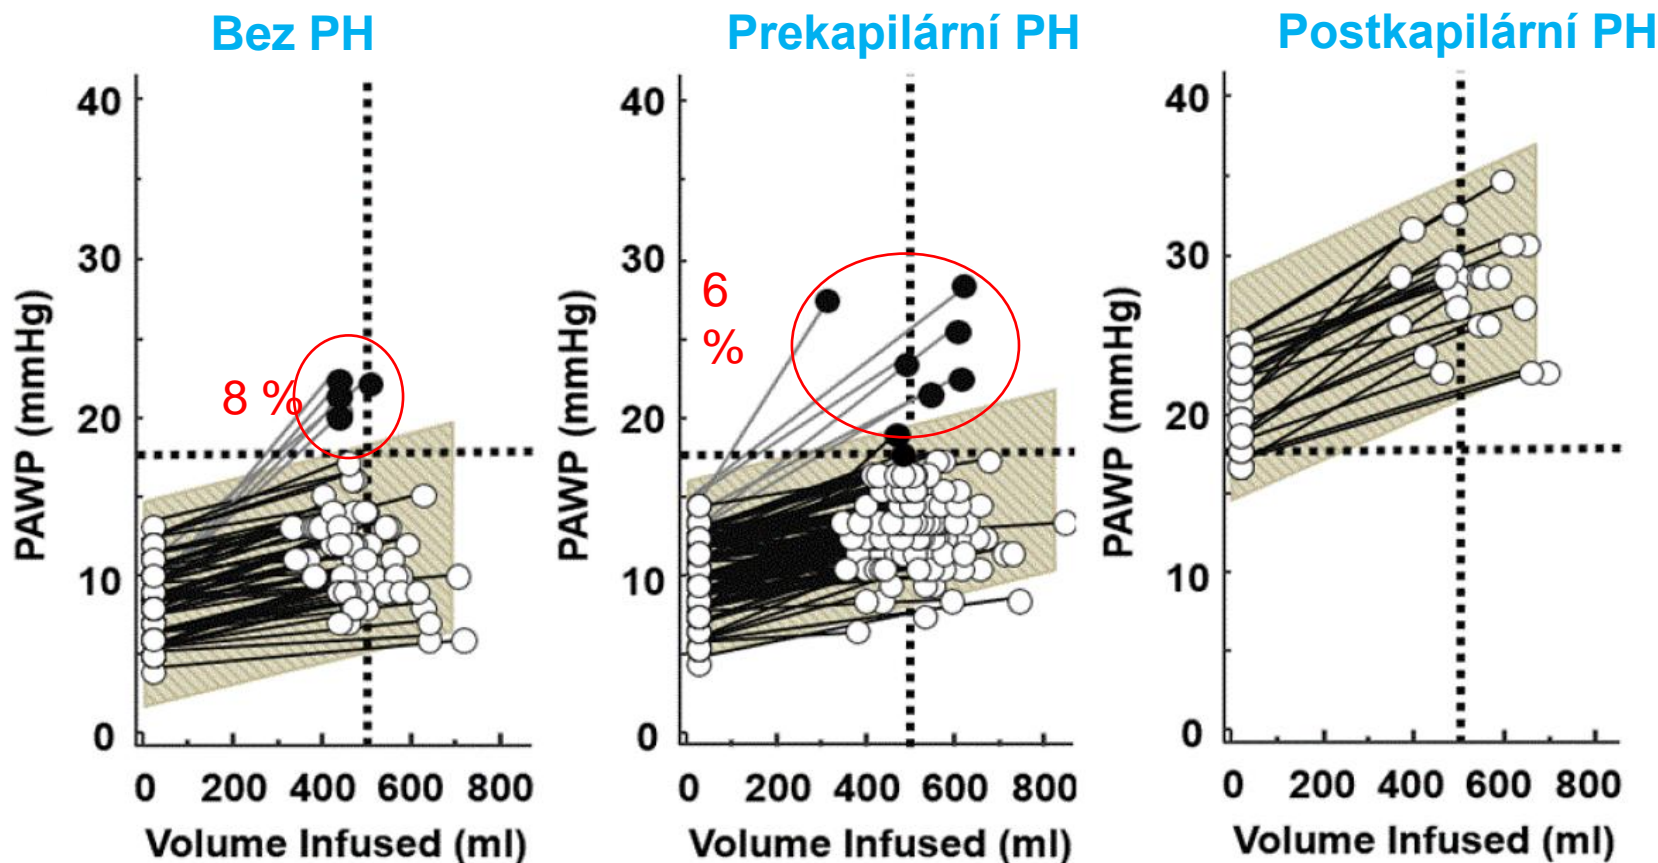 Bez PH
40
30
20
10
0
PAWP (mmHg)
8 %
0 200 400 600 800
Volume Infused (ml)
Prekapilární PH
40
30
20
10
0
PAWP (mmHg)
6
%
0 200 400 600 800
Volume Infused (ml)
Postkapilární PH
40
30
20
10
0
PAWP (mmHg)
0 200 400 600 800
Volume Infused (ml)